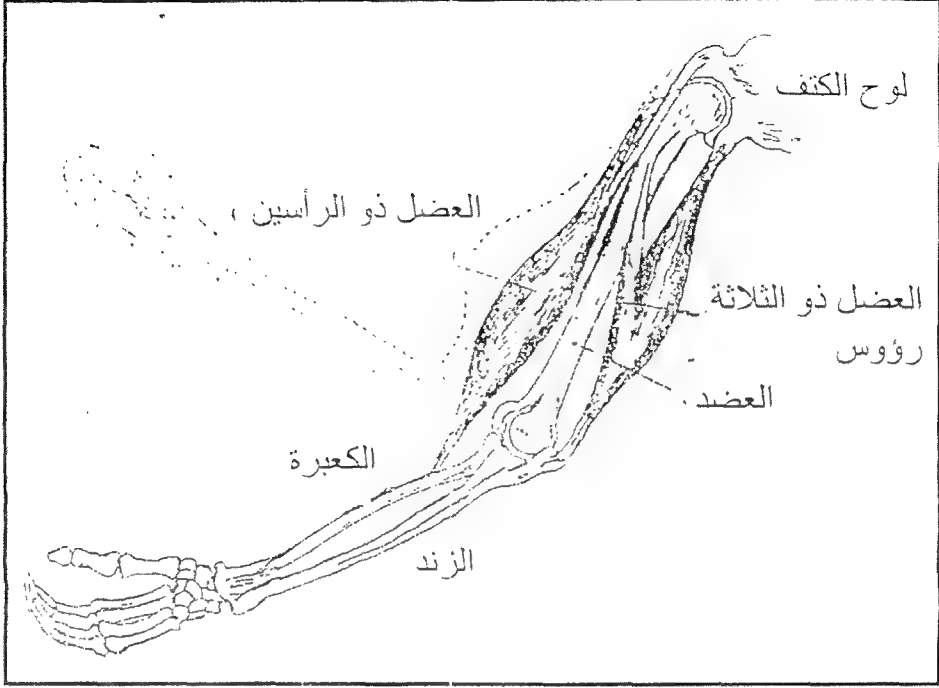 لوح الكتف
العضل ذو الرأسين
العضل ذو الثلاثة
رؤوس
العضد
الكعبرة
الزند